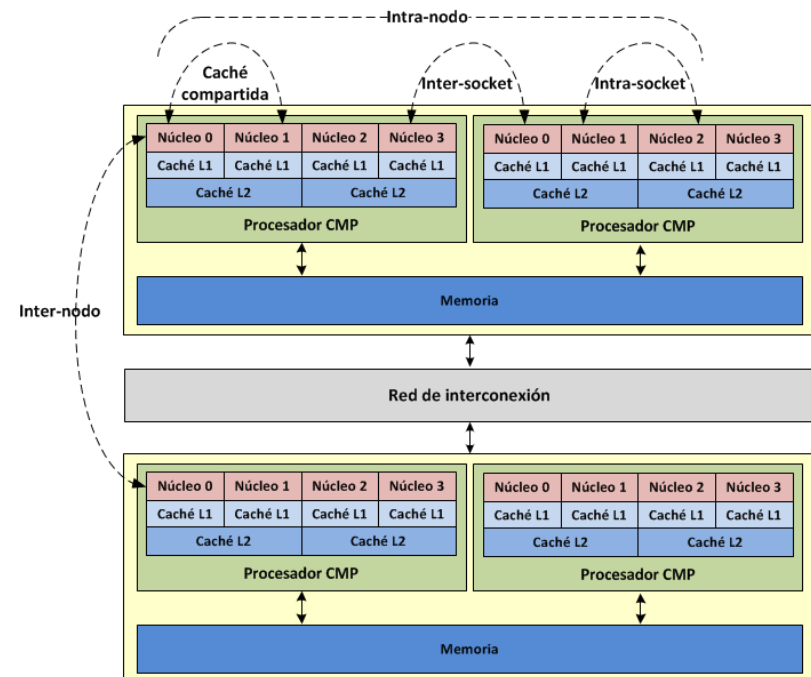 Intra-nodo
Caché
compartida
Inter-socket
Intra-socket
Núcleo 0 Núcleo 1 Núcleo 2 Núcleo 3
Caché L1 Caché L1 Caché L1 Caché L1
Caché L2 Caché L2
Procesador CMP
Núcleo 0 Núcleo 1 Núcleo 2 Núcleo 3
Caché L1 Caché L1 Caché L1 Caché L1
Caché L2 Caché L2
Procesador CMP
Memoria
Inter-nodo
Red de interconexión
Núcleo 0 Núcleo 1 Núcleo 2 Núcleo 3
Caché L1 Caché L1 Caché L1 Caché L1
Caché L2 Caché L2
Procesador CMP
Núcleo 0 Núcleo 1 Núcleo 2 Núcleo 3
Caché L1 Caché L1 Caché L1 Caché L1
Caché L2 Caché L2
Procesador CMP
Memoria